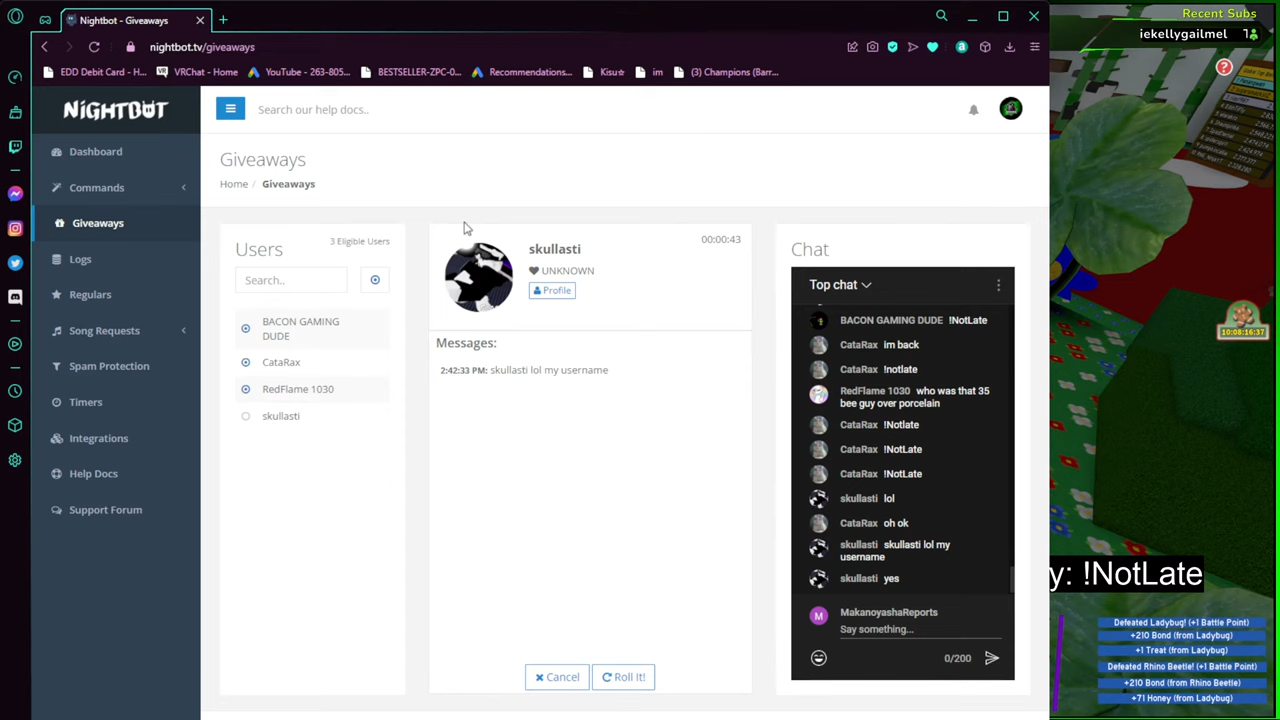 Nightbot - Giveaways
nightbot.tv/giveaways
EDD Debit Card - H...
VRChat - Home
YouTube - 263-805...
BESTSELLER-ZPC-0...
Recommendations...
Kisu☆
im
(3) Champions (Barr...
Recent Subs
iekellygailmel
1
NiGHTBOT
Search our help docs..
Dashboard
Commands
Giveaways
Logs
Regulars
Song Requests
Spam Protection
Timers
Integrations
Help Docs
Support Forum
Giveaways
Home / Giveaways
Users
3 Eligible Users
Search..
BACON GAMING
DUDE
CataRax
RedFlame 1030
skullasti
skullasti
00:00:43
UNKNOWN
Profile
Messages:
2:42:33 PM: skullasti lol my username
Cancel
Roll It!
Chat
Top chat
BACON GAMING DUDE !NotLate
CataRax im back
CataRax !notlate
RedFlame 1030 who was that 35
bee guy over porcelain
CataRax !Notlate
CataRax !NotLate
CataRax !NotLate
skullasti lol
CataRax oh ok
skullasti skullasti lol my
username
skullasti yes
M
MakanoyashaReports
Say something...
0/200
10:08:16:37
y: !NotLate
Defeated Ladybug! (+1 Battle Point)
+210 Bond (from Ladybug)
+1 Treat (from Ladybug)
Defeated Rhino Beetle! (+1 Battle Point)
+210 Bond (from Rhino Beetle)
+71 Honey (from Ladybug)